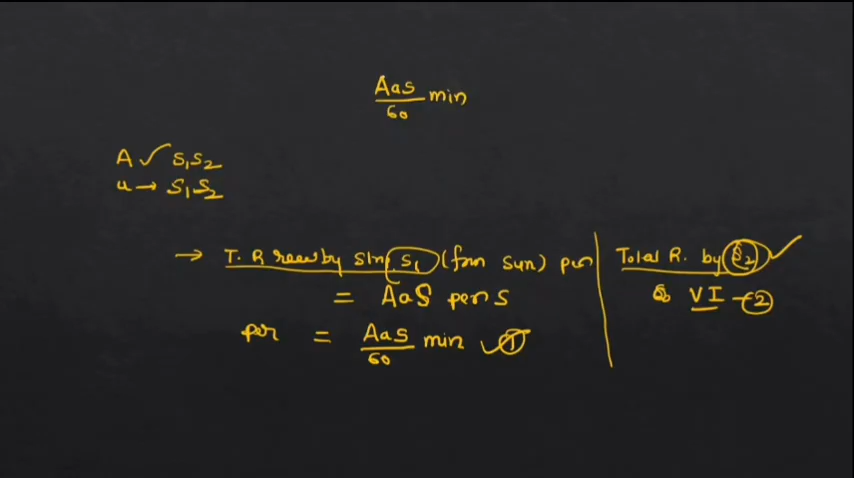 AaS/60 min
A ✓ S₁S₂
a → S₁S₂
→ T. R by S₁ (from sun) per
= AaS per s
per = AaS/60 min ✓①
Total R. by S₂ ✓
VI -②